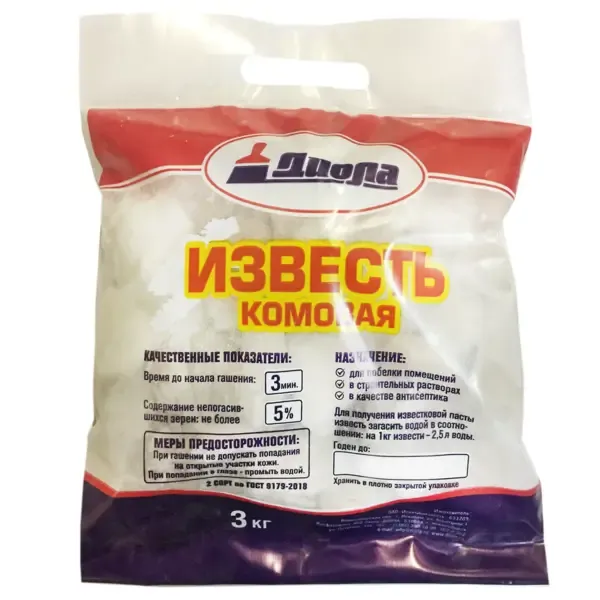 Диола
ИЗВЕСТЬ
КОМОВАЯ
КАЧЕСТВЕННЫЕ ПОКАЗАТЕЛИ:
Время до начала гашения:
3 мин.
Содержание непогасив-
шихся зерен: не более
5%
МЕРЫ ПРЕДОСТОРОЖНОСТИ:
При гашении не допускать попадания
на открытые участки кожи.
При попадании в глаза - промыть водой.
2 СОРТ по ГОСТ 9179-2018
НАЗНАЧЕНИЕ:
для побелки помещений
в строительных растворах
в качестве антисептика
Для получения известковой пасты
известь загасить водой в соотно-
шении: на 1кг извести – 2,5 л воды.
Годен до:
Хранить в плотно закрытой упаковке
3 кг